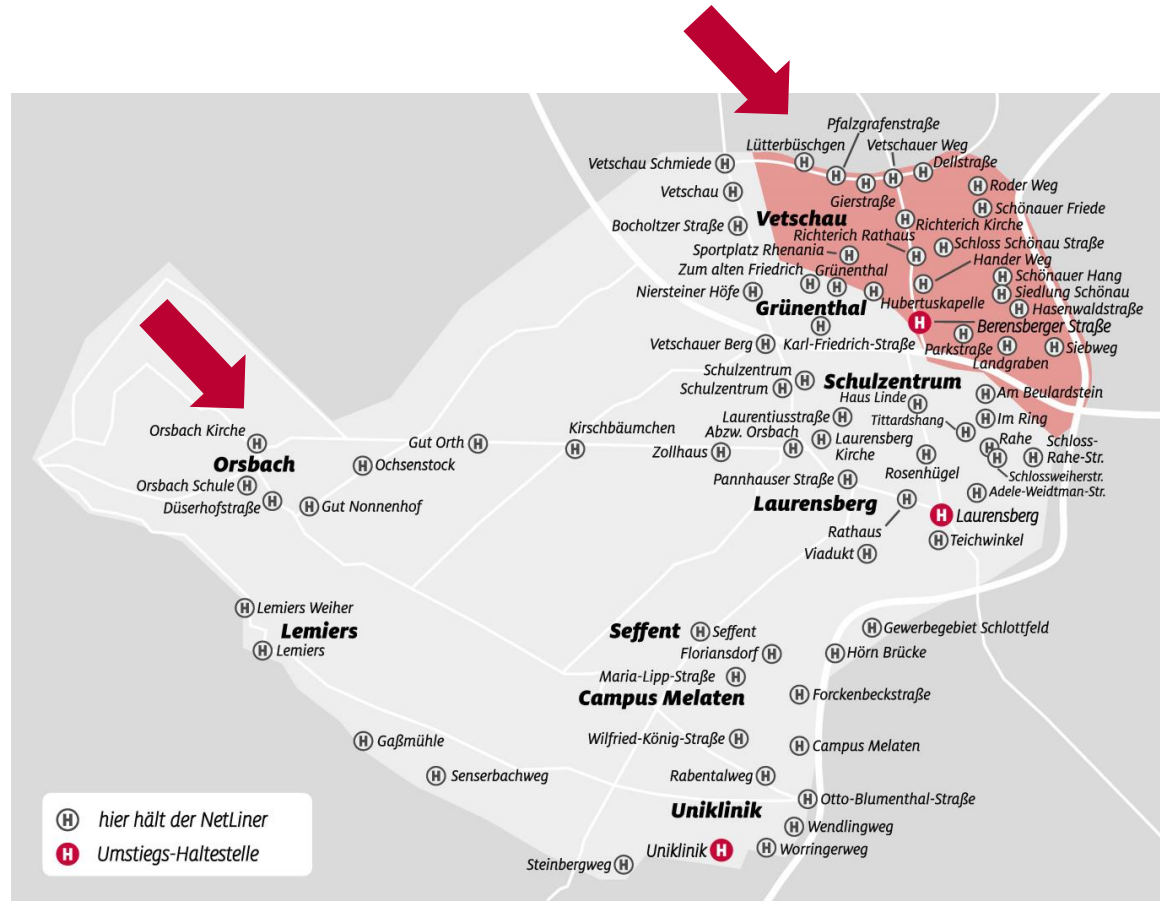 Pfalzgrafenstraße
Lütterbüschgen
Vetschauer Weg
Vetschau Schmiede
Dellstraße
Vetschau
Roder Weg
Gierstraße
Schönauer Friede
Vetschau
Bocholtzer Straße
Richterich Kirche
Richterich Rathaus
Schloss Schönau Straße
Sportplatz Rhenania
Hander Weg
Zum alten Friedrich
Grünenthal
Schönauer Hang
Niersteiner Höfe
Siedlung Schönau
Hubertuskapelle
Hasenwaldstraße
Grünenthal
Berensberger Straße
Vetschauer Berg
Karl-Friedrich-Straße
Parkstraße
Siebweg
Landgraben
Schulzentrum
Schulzentrum
Schulzentrum
Am Beulardstein
Haus Linde
Laurentiusstraße
Tittardshang
Im Ring
Orsbach Kirche
Kirschbäumchen
Abzw. Orsbach
Gut Orth
Laurensberg
Kirche
Rahe
Schloss-
Rahe-Str.
Zollhaus
Orsbach
Ochsenstock
Rosenhügel
Schlossweiherstr.
Pannhauser Straße
Orsbach Schule
Adele-Weidtman-Str.
Düserhofstraße
Gut Nonnenhof
Laurensberg
Laurensberg
Rathaus
Teichwinkel
Viadukt
Lemiers Weiher
Lemiers
Lemiers
Seffent
Seffent
Gewerbegebiet Schlottfeld
Floriansdorf
Hörn Brücke
Maria-Lipp-Straße
Campus Melaten
Forckenbeckstraße
Gaßmühle
Wilfried-König-Straße
Campus Melaten
Senserbachweg
Rabentalweg
Otto-Blumenthal-Straße
Uniklinik
Wendlingweg
Uniklinik
Worringerweg
Steinbergweg
H hier hält der NetLiner
H Umstiegs-Haltestelle